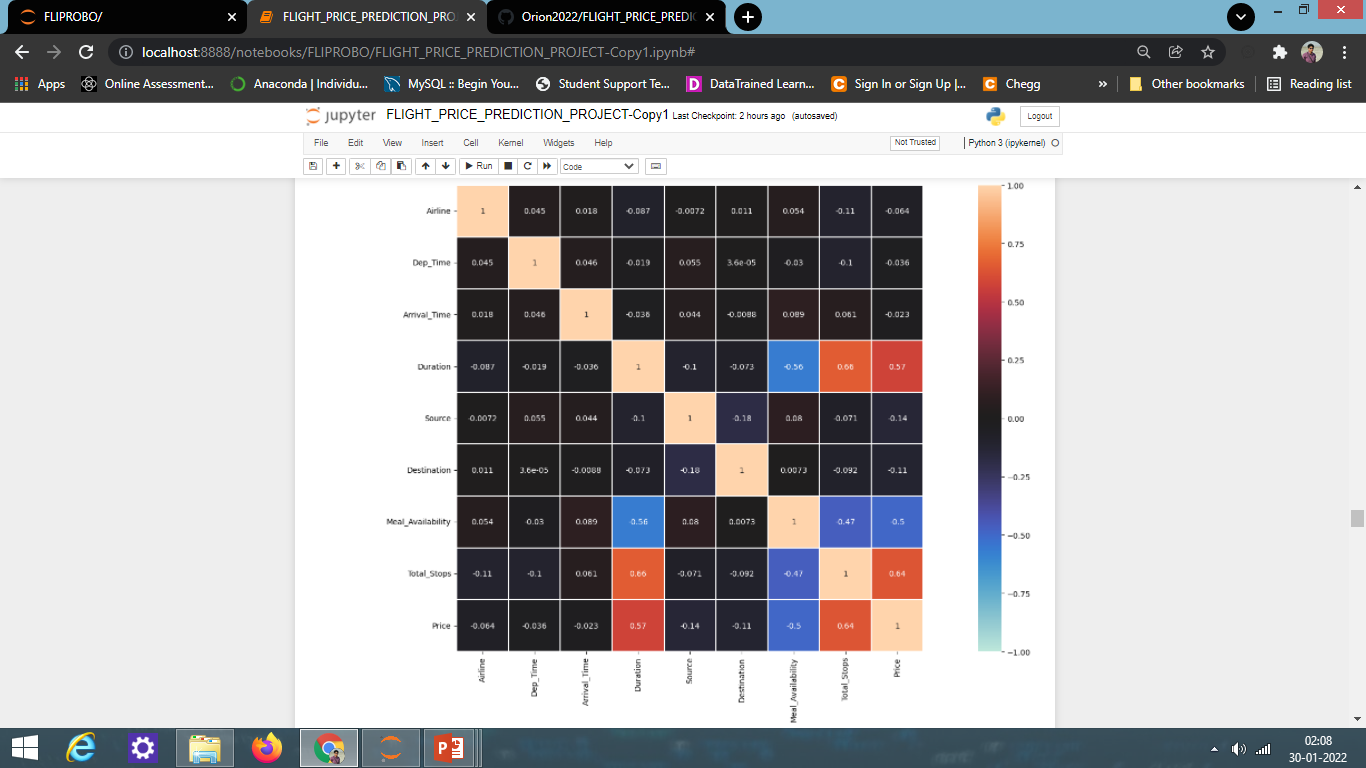 FLIPROBO/
FLIGHT_PRICE_PREDICTION_PRO
Orion2022/FLIGHT_PRICE_PREDIC
localhost:8888/notebooks/FLIPROBO/FLIGHT_PRICE_PREDICTION_PROJECT-Copy1.ipynb#
Apps Online Assessment... Anaconda | Individu... MySQL :: Begin You... Student Support Te... D DataTrained Learn... C Sign In or Sign Up |... C Chegg » Other bookmarks Reading list
jupyter FLIGHT_PRICE_PREDICTION_PROJECT-Copy1 Last Checkpoint: 2 hours ago (autosaved) Logout
File Edit View Insert Cell Kernel Widgets Help Not Trusted Python 3 (ipykernel)
Run Code
Airline 1 0.045 0.018 -0.087 -0.0072 0.011 0.054 -0.11 -0.064
Dep_Time 0.045 1 0.046 -0.019 0.055 3.6e-05 -0.03 -0.1 -0.036
Arrival_Time 0.018 0.046 1 -0.036 0.044 -0.0088 0.089 0.061 -0.023
Duration -0.087 -0.019 -0.036 1 -0.1 -0.073 -0.56 0.66 0.57
Source -0.0072 0.055 0.044 -0.1 1 -0.18 0.08 -0.071 -0.14
Destination 0.011 3.6e-05 -0.0088 -0.073 -0.18 1 0.0073 -0.092 -0.11
Meal_Availability 0.054 -0.03 0.089 -0.56 0.08 0.0073 1 -0.47 -0.5
Total_Stops -0.11 -0.1 0.061 0.66 -0.071 -0.092 -0.47 1 0.64
Price -0.064 -0.036 -0.023 0.57 -0.14 -0.11 -0.5 0.64 1
Airline Dep_Time Arrival_Time Duration Source Destination Meal_Availability Total_Stops Price
1.00
0.75
0.50
0.25
0.00
−0.25
−0.50
−0.75
−1.00
02:08
30-01-2022